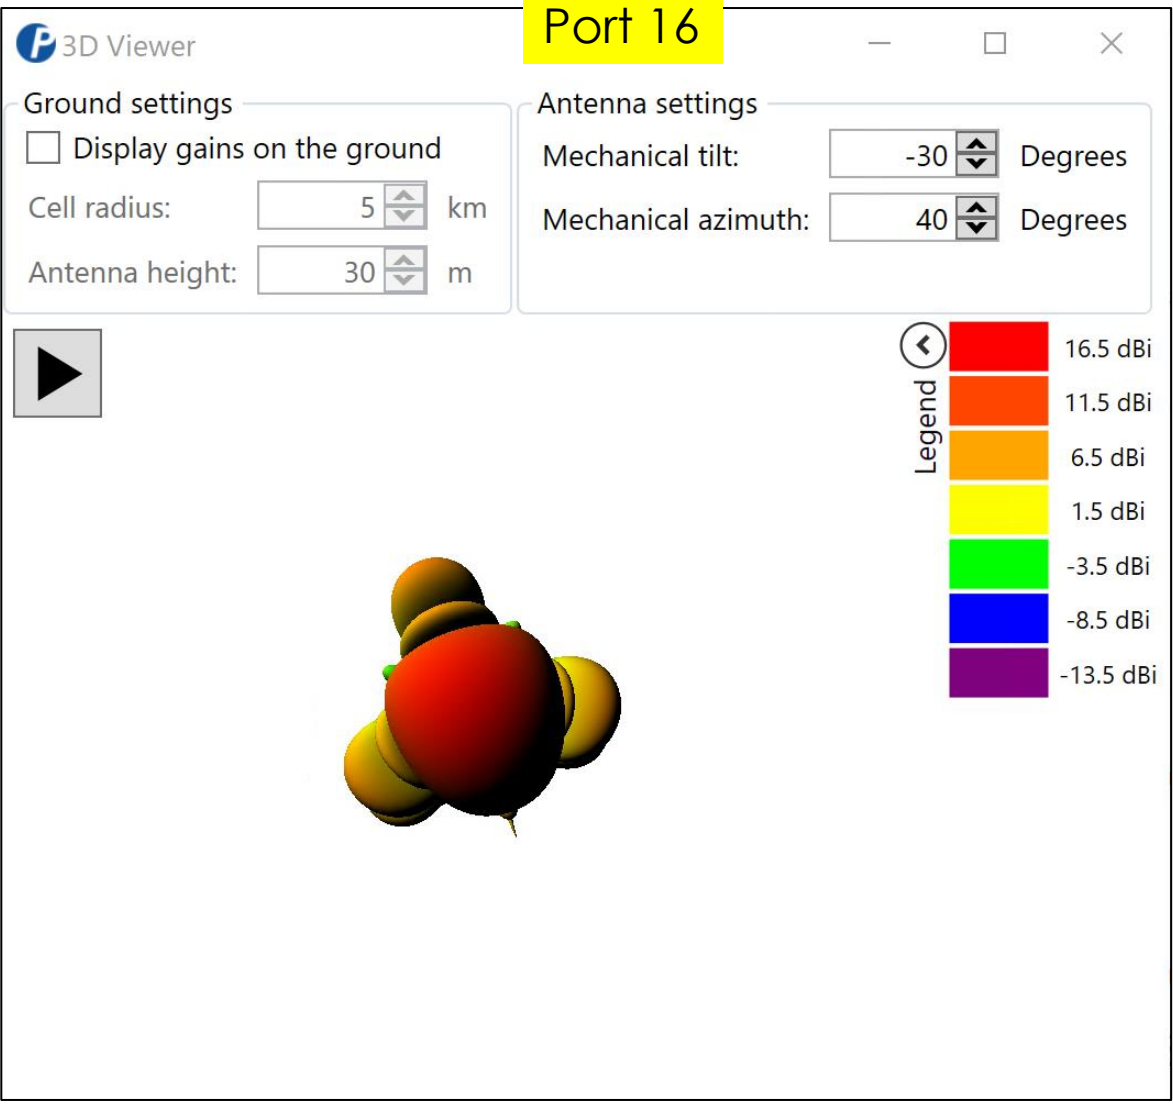 Port 16
3D Viewer
Ground settings
Display gains on the ground
Cell radius: 5 km
Antenna height: 30 m
Antenna settings
Mechanical tilt: -30 Degrees
Mechanical azimuth: 40 Degrees
Legend
16.5 dBi
11.5 dBi
6.5 dBi
1.5 dBi
-3.5 dBi
-8.5 dBi
-13.5 dBi